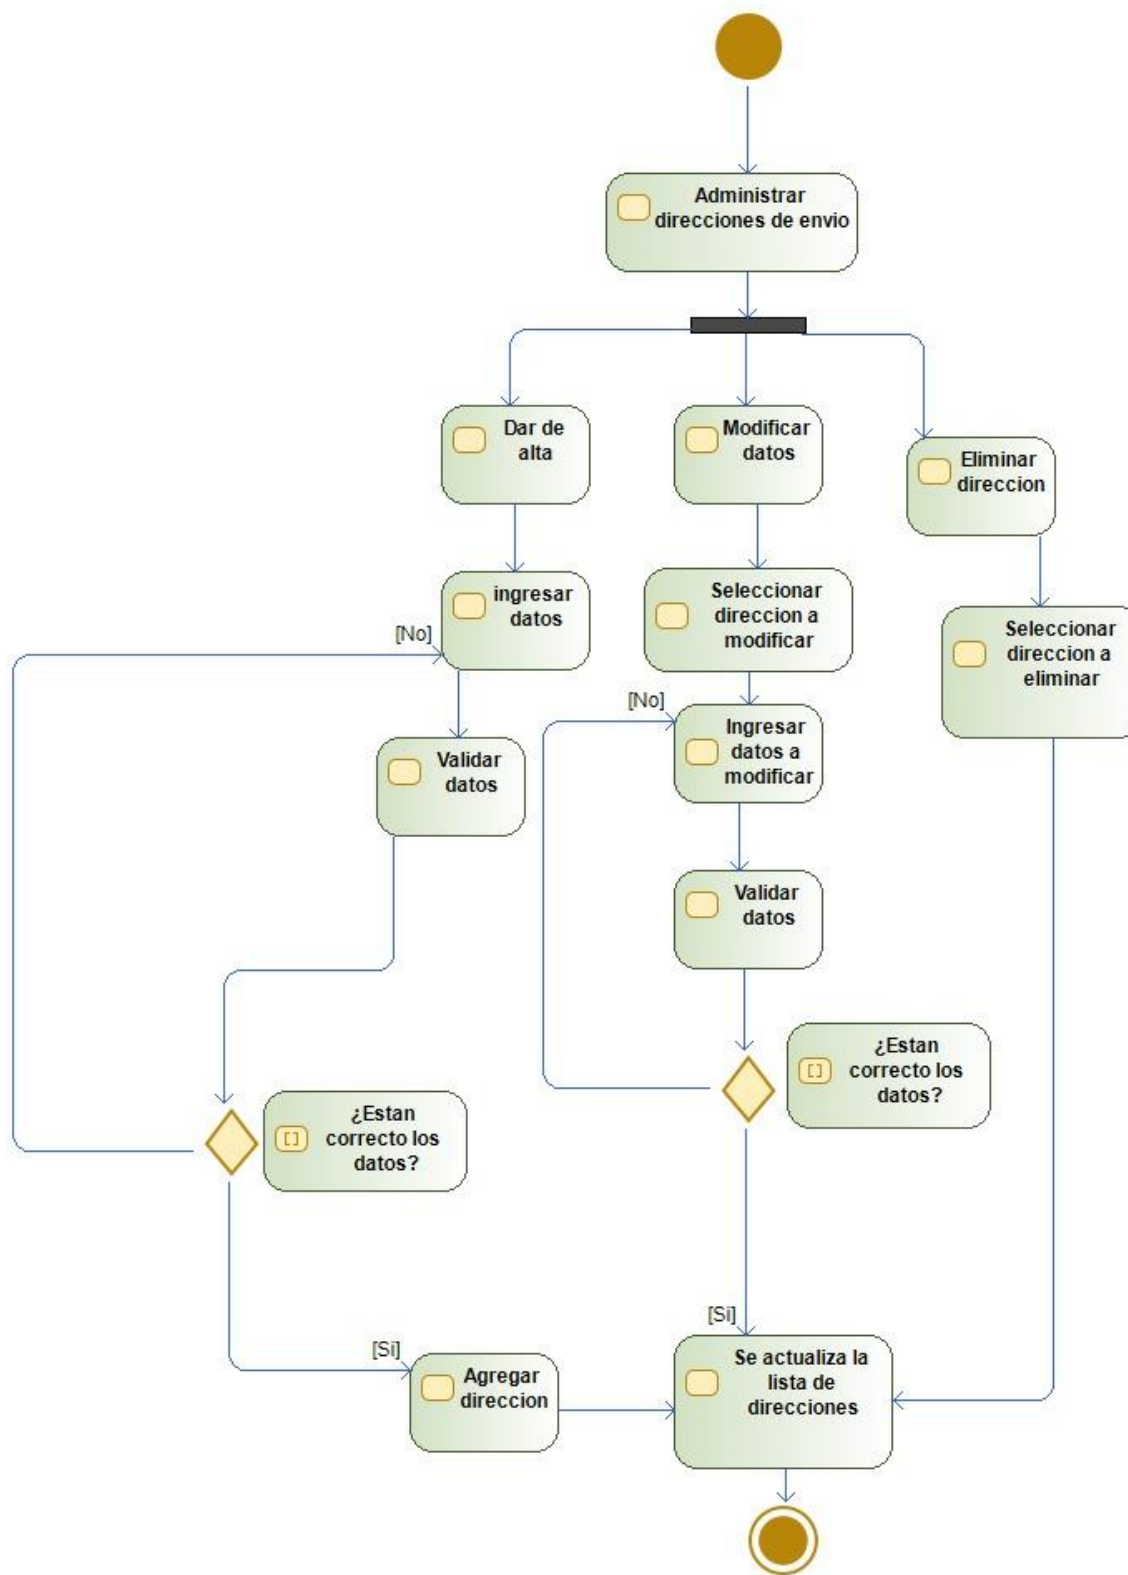 Administrar
direcciones de envio
Dar de
alta
Modificar
datos
Eliminar
direccion
ingresar
datos
[No]
Seleccionar
direccion a
modificar
Seleccionar
direccion a
eliminar
[No]
Ingresar
datos a
modificar
Validar
datos
Validar
datos
¿Estan
correcto los
datos?
¿Estan
correcto los
datos?
[Si]
[Si]
Agregar
direccion
Se actualiza la
lista de
direcciones